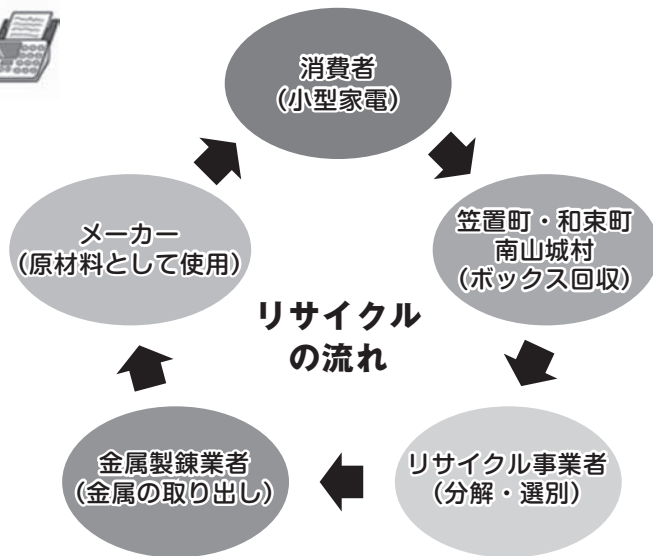 消費者
(小型家電)
笠置町・和束町
南山城村
(ボックス回収)
リサイクル事業者
(分解・選別)
金属製錬業者
(金属の取り出し)
メーカー
(原材料として使用)
リサイクル
の流れ